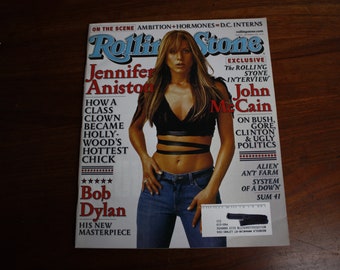 ON THE SCENE AMBITION+HORMONES=D.C. INTERNS
Rolling Stone
Jennifer
Aniston
HOW A
CLASS
CLOWN
BECAME
HOLLY-
WOOD'S
HOTTEST
CHICK
Bob
Dylan
HIS NEW
MASTERPIECE
EXCLUSIVE
The ROLLING
STONE
INTERVIEW
John
McCain
ON BUSH,
GORE,
CLINTON
& UGLY
POLITICS
ALIEN
ANT FARM
SYSTEM
OF A DOWN
SUM 41